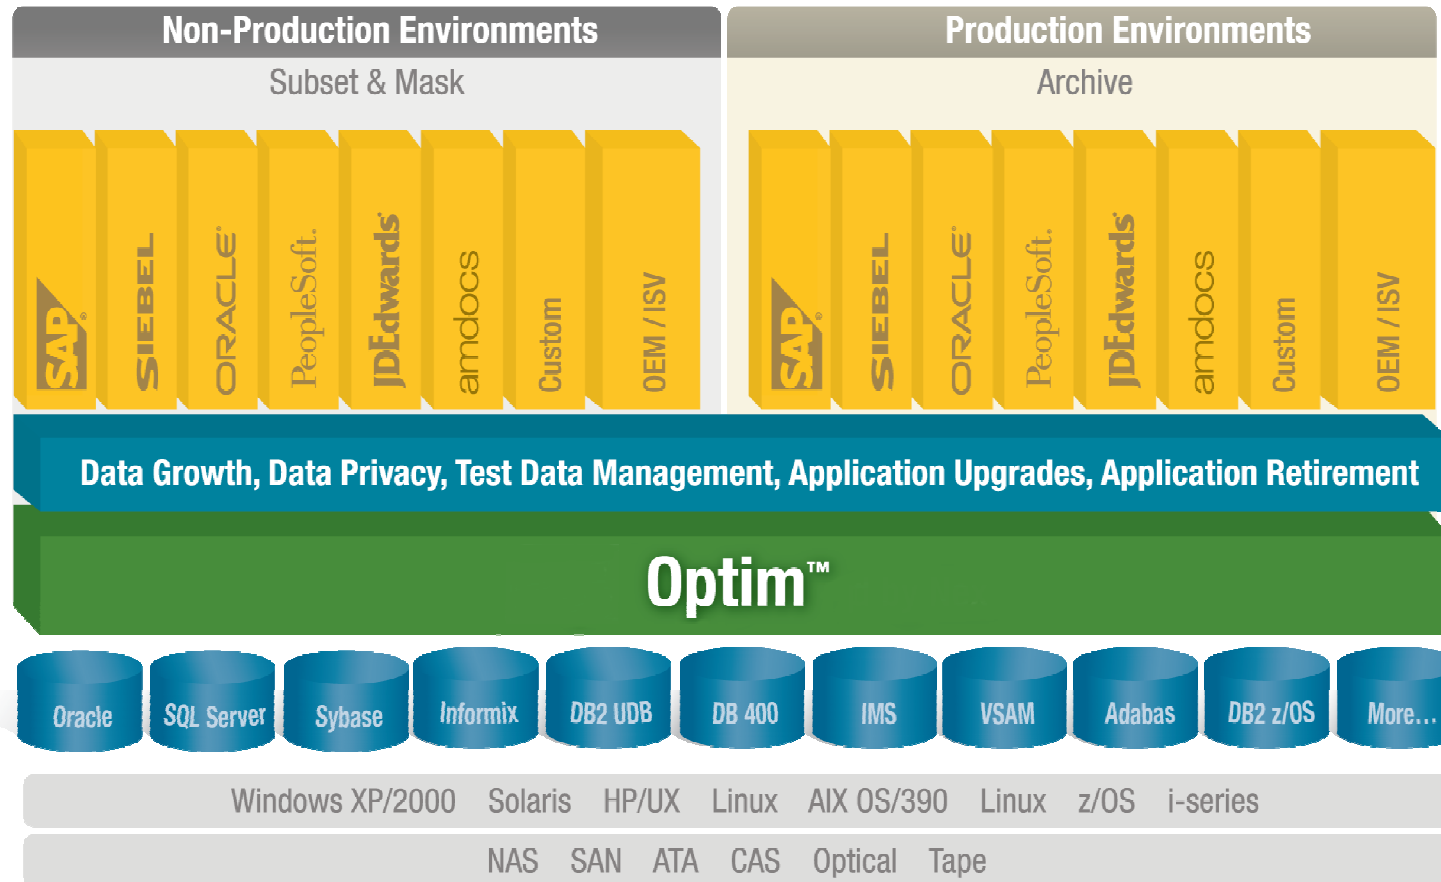 Non-Production Environments
Subset & Mask
SAP®
SIEBEL
ORACLE®
PeopleSoft.
JDEdwards®
amdocs
Custom
OEM / ISV
Production Environments
Archive
SAP®
SIEBEL
ORACLE®
PeopleSoft.
JDEdwards®
amdocs
Custom
OEM / ISV
Data Growth, Data Privacy, Test Data Management, Application Upgrades, Application Retirement
Optim™
Oracle
SQL Server
Sybase
Informix
DB2 UDB
DB 400
IMS
VSAM
Adabas
DB2 z/OS
More...
Windows XP/2000 Solaris HP/UX Linux AIX OS/390 Linux z/OS i-series
NAS SAN ATA CAS Optical Tape